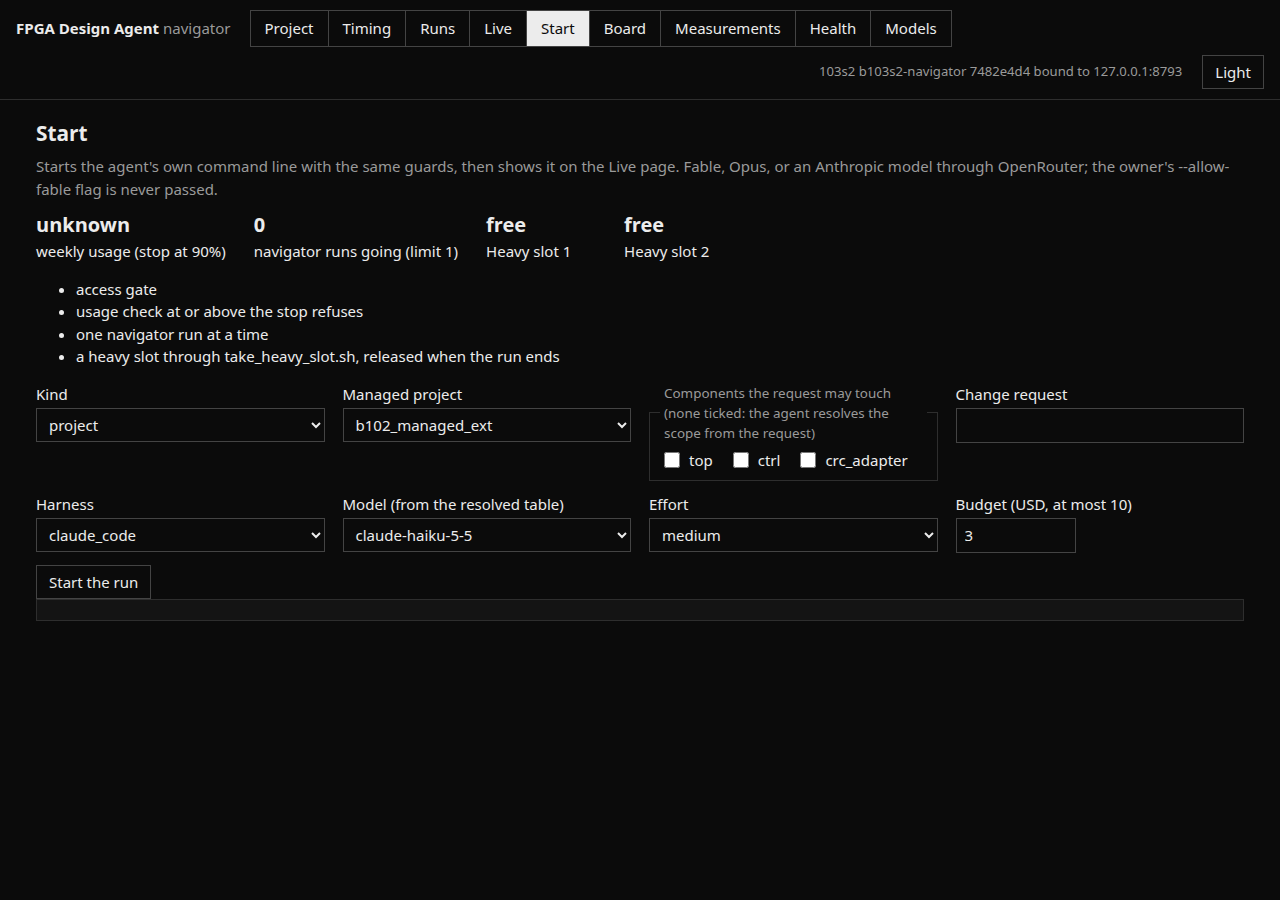 FPGA Design Agent navigator
Project
Timing
Runs
Live
Start
Board
Measurements
Health
Models
103s2 b103s2-navigator 7482e4d4 bound to 127.0.0.1:8793
Light
Start
Starts the agent's own command line with the same guards, then shows it on the Live page. Fable, Opus, or an Anthropic model through OpenRouter; the owner's --allow-
fable flag is never passed.
unknown
weekly usage (stop at 90%)
0
navigator runs going (limit 1)
free
Heavy slot 1
free
Heavy slot 2
access gate
usage check at or above the stop refuses
one navigator run at a time
a heavy slot through take_heavy_slot.sh, released when the run ends
Kind
project
Managed project
b102_managed_ext
Components the request may touch
(none ticked: the agent resolves the
scope from the request)
top
ctrl
crc_adapter
Change request
Harness
claude_code
Model (from the resolved table)
claude-haiku-5-5
Effort
medium
Budget (USD, at most 10)
3
Start the run